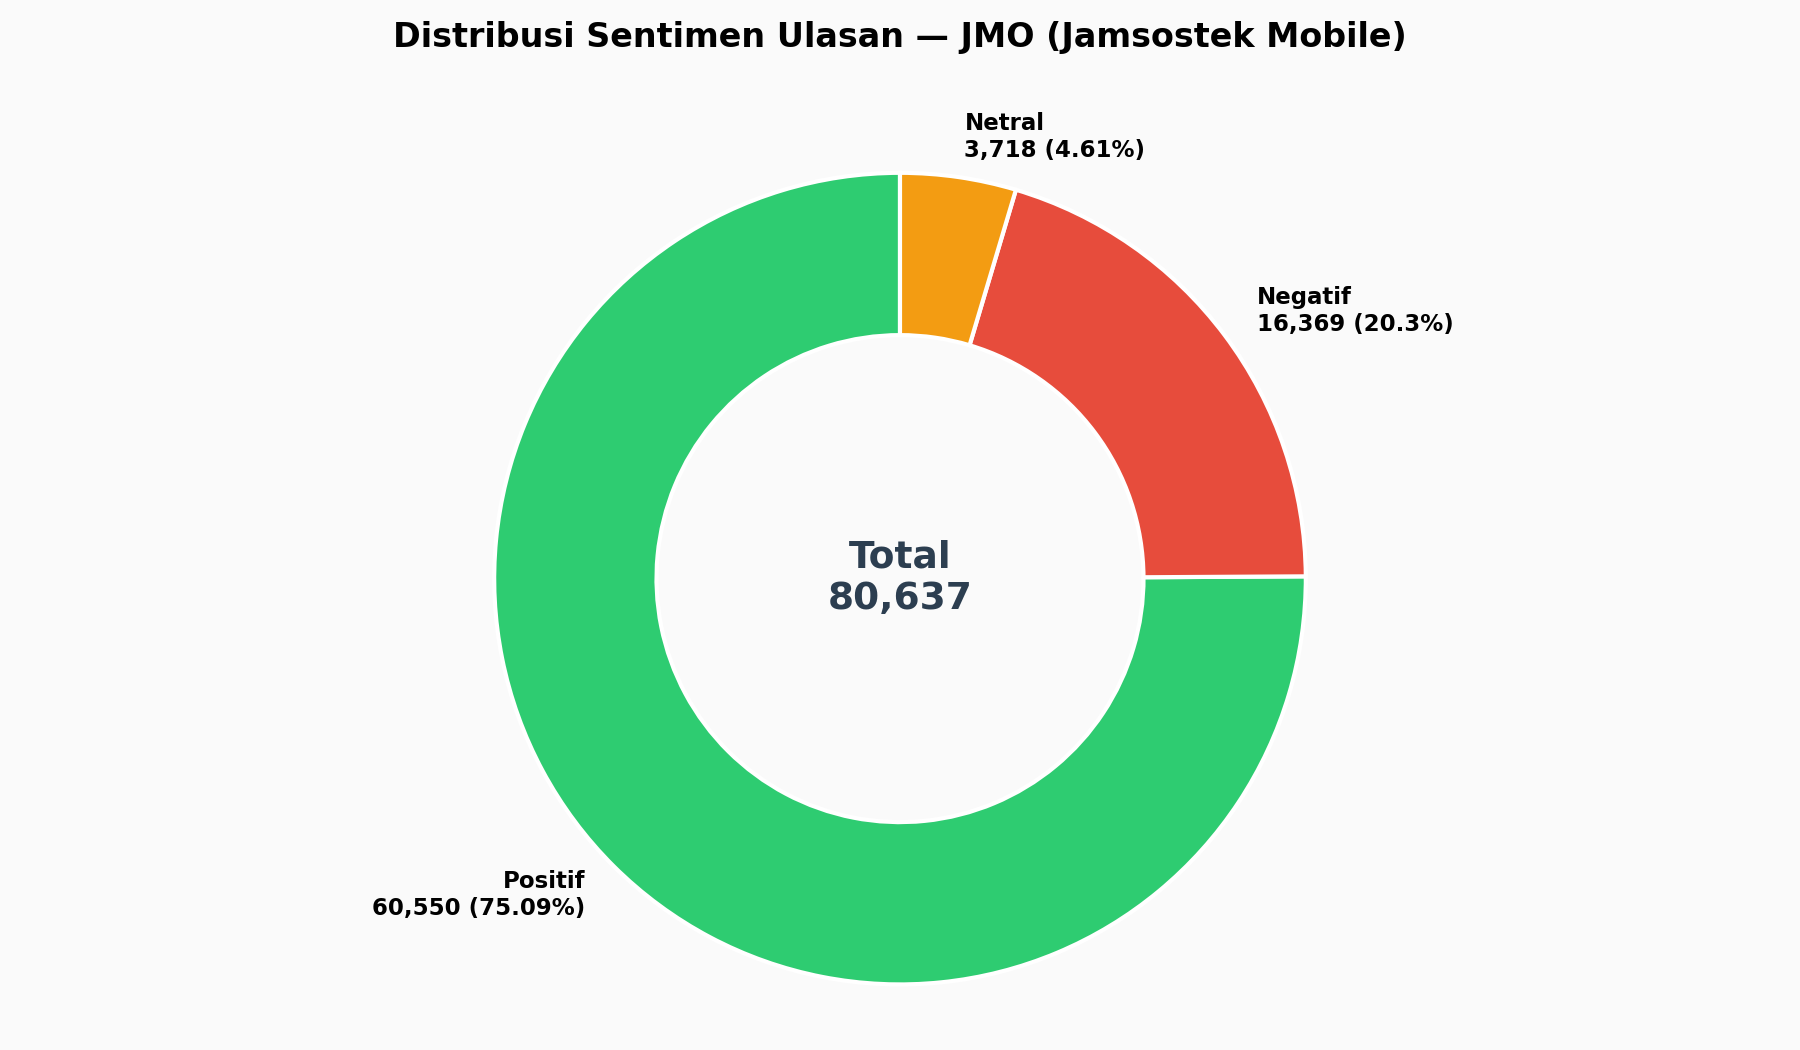 Distribusi Sentimen Ulasan — JMO (Jamsostek Mobile)
Netral
3,718 (4.61%)
Negatif
16,369 (20.3%)
Total
80,637
Positif
60,550 (75.09%)